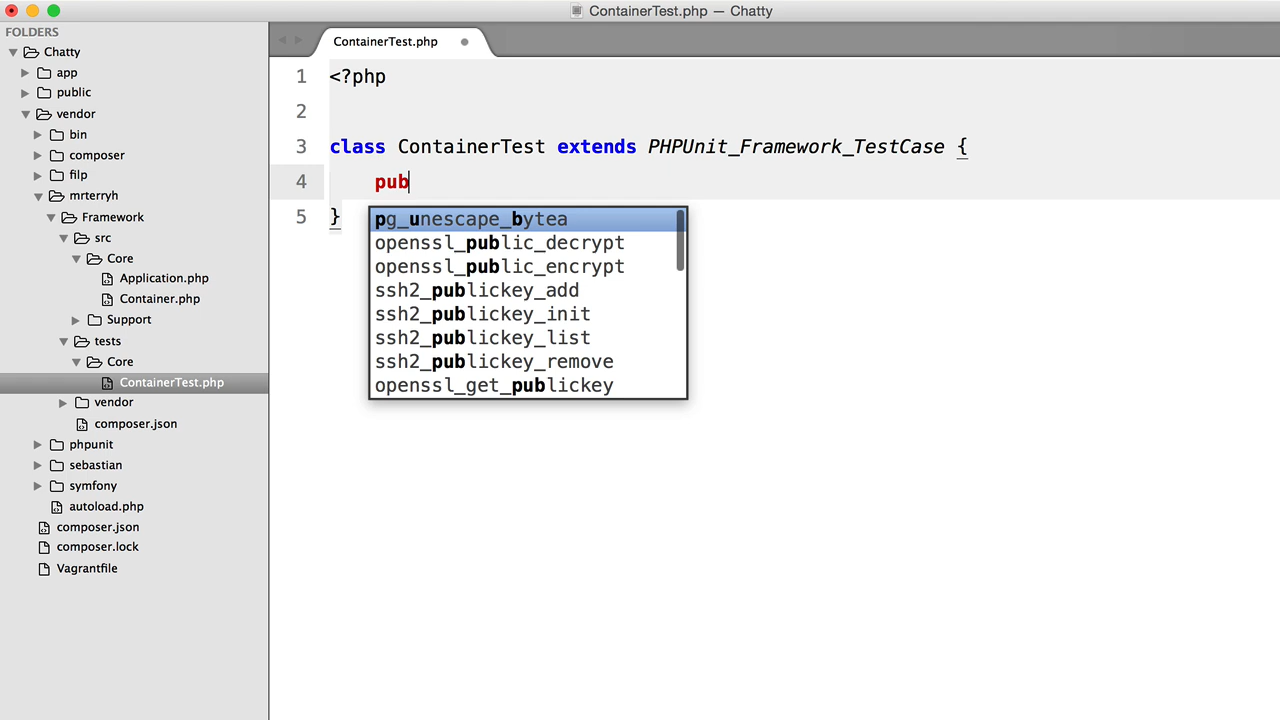 ContainerTest.php — Chatty
FOLDERS
Chatty
app
public
vendor
bin
composer
filp
mrterryh
Framework
src
Core
Application.php
Container.php
Support
tests
Core
ContainerTest.php
vendor
composer.json
phpunit
sebastian
symfony
autoload.php
composer.json
composer.lock
Vagrantfile
ContainerTest.php
1 <?php
2
3 class ContainerTest extends PHPUnit_Framework_TestCase {
4 pub
5 }
pg_unescape_bytea
openssl_public_decrypt
openssl_public_encrypt
ssh2_publickey_add
ssh2_publickey_init
ssh2_publickey_list
ssh2_publickey_remove
openssl_get_publickey